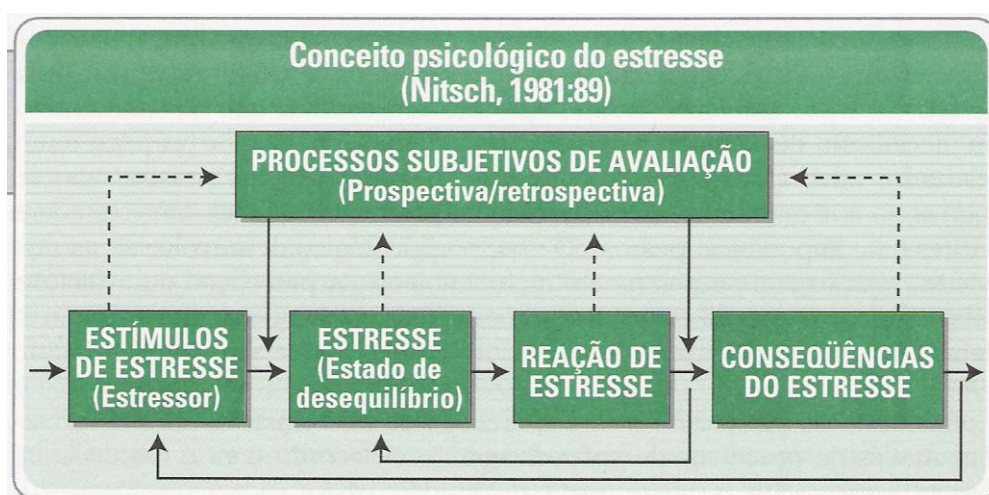 Conceito psicológico do estresse
(Nitsch, 1981:89)
PROCESSOS SUBJETIVOS DE AVALIAÇÃO
(Prospectiva/retrospectiva)
ESTÍMULOS
DE ESTRESSE
(Estressor)
ESTRESSE
(Estado de
desequilíbrio)
REAÇÃO DE
ESTRESSE
CONSEQÜÊNCIAS
DO ESTRESSE